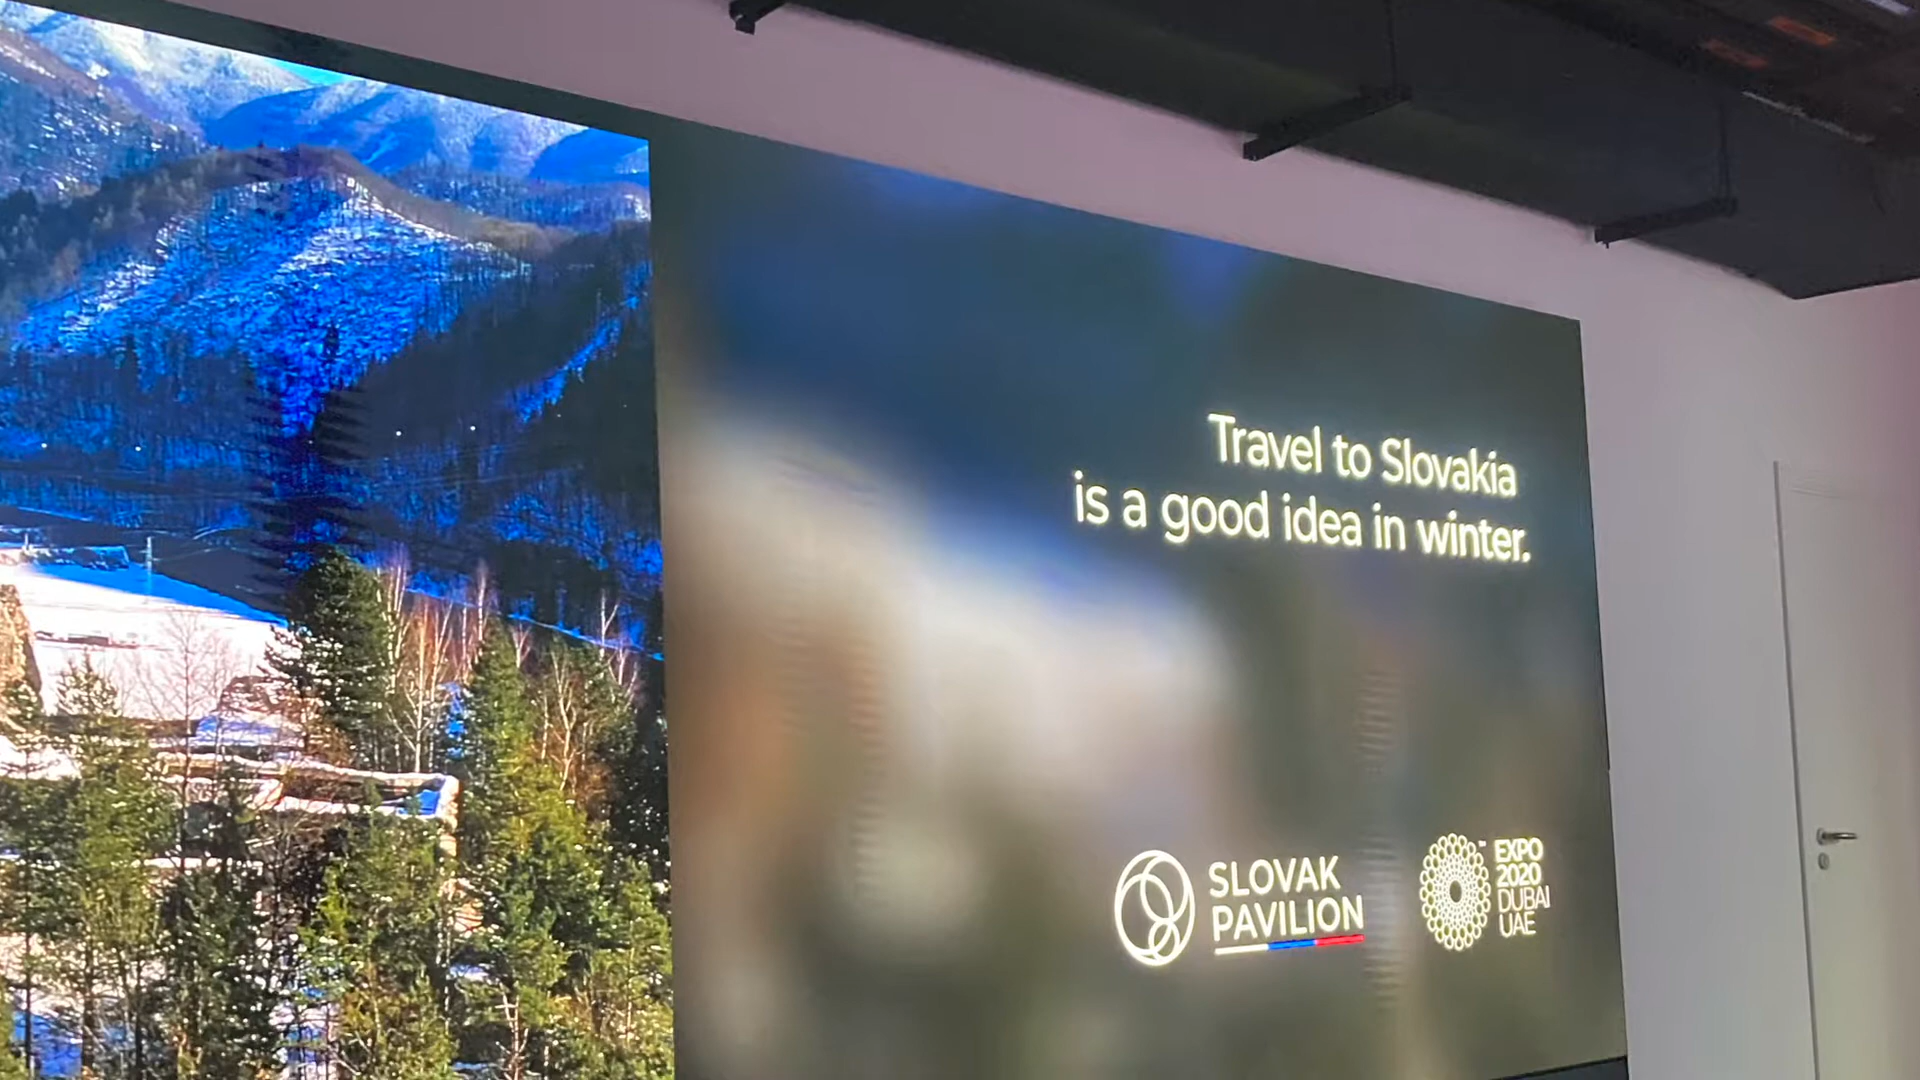 Travel to Slovakia
is a good idea in winter.
SLOVAK
PAVILION
EXPO
2020
DUBAI
UAE